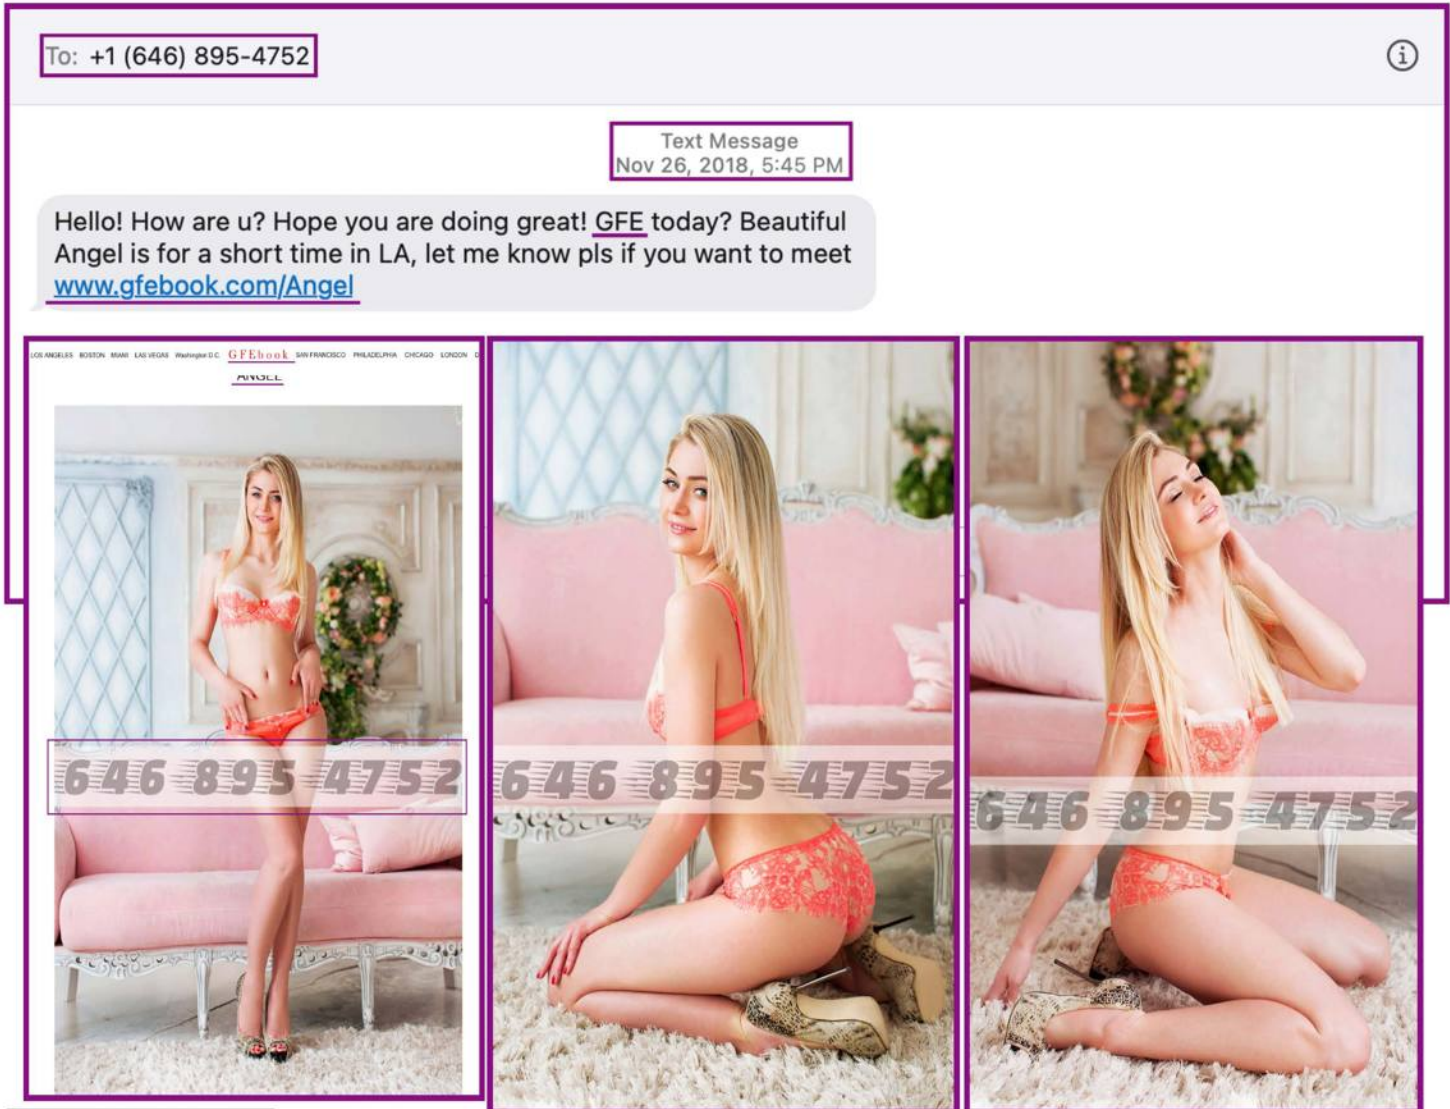 To: +1 (646) 895-4752
Text Message
Nov 26, 2018, 5:45 PM
Hello! How are u? Hope you are doing great! GFE today? Beautiful
Angel is for a short time in LA, let me know pls if you want to meet
www.gfebook.com/Angel
LOS ANGELES BOSTON MIAMI LAS VEGAS Washington D.C. GFEbook SAN FRANCISCO PHILADELPHIA CHICAGO LONDON
ANGEL
646 895 4752
646 895 4752
646 895 4752